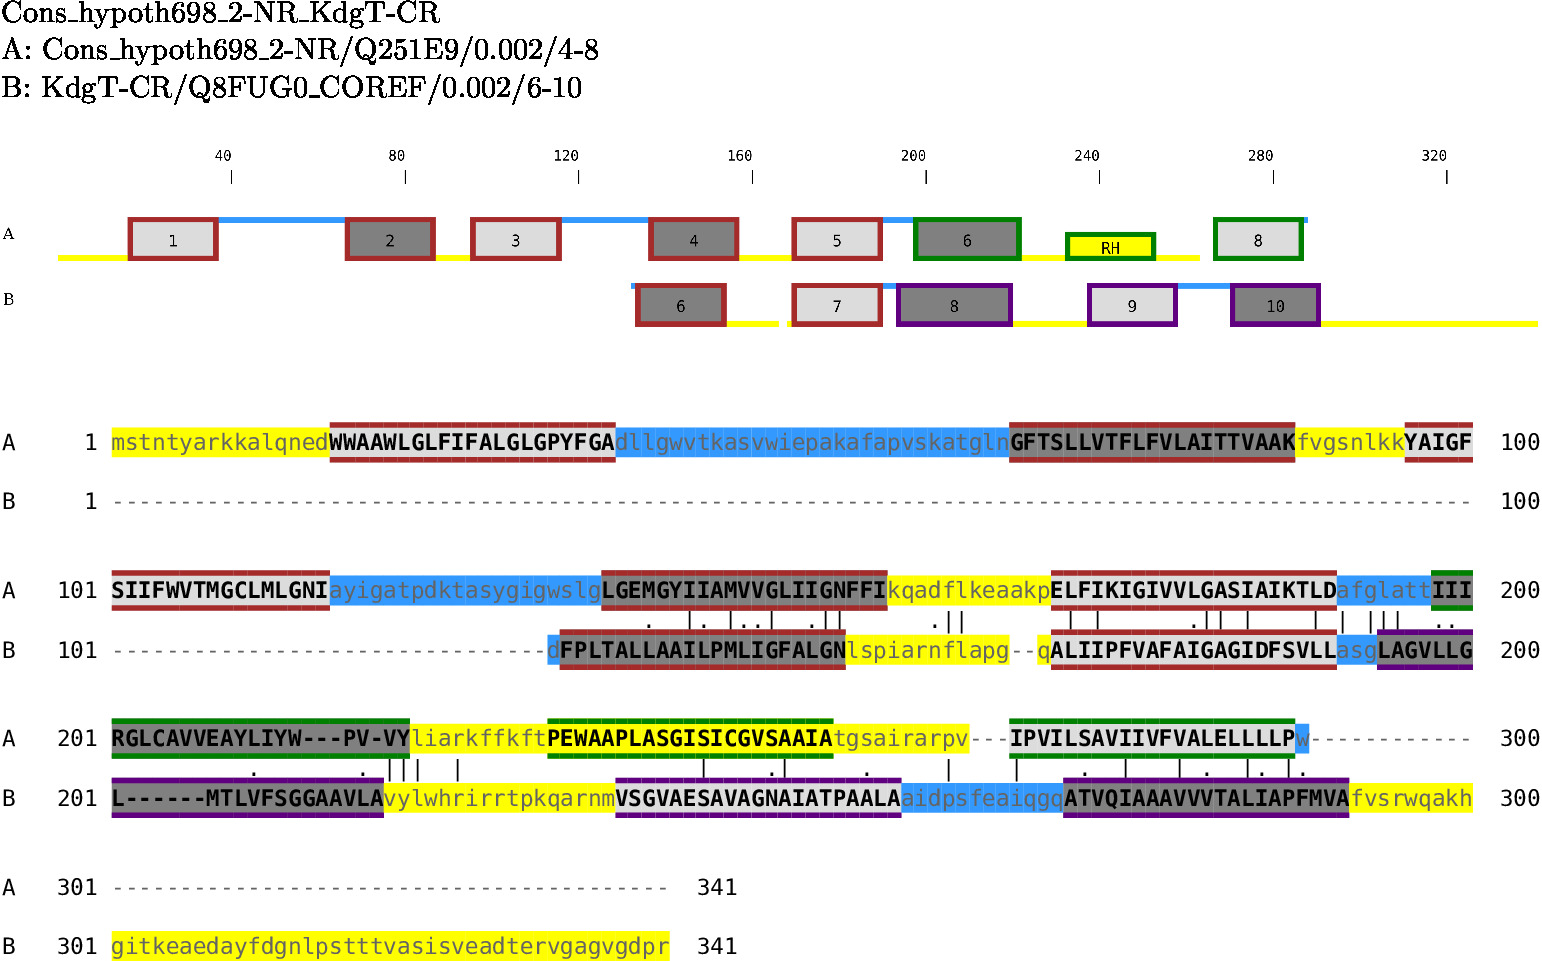 Cons_hypoth698_2-NR_KdgT-CR
A: Cons_hypoth698_2-NR/Q251E9/0.002/4-8
B: KdgT-CR/Q8FUG0_COREF/0.002/6-10
40 80 120 160 200 240 280 320
A 1 2 3 4 5 6 RH 8
B 6 7 8 9 10
A 1 mstntyarkkalqnedWWAAWLGLFIFALGLGPYFGAdllgwvtkasvwiepakafapvskatglnGFTSLLVTFLFVLAITTVAAKfvgsnlkkYAIGF 100
B 1 ---------------------------------------------------------------------------------------------------- 100
A 101 SIIFWVTMGCLMLGNIayigatpdktasygigwslgLGEMGYIIAMVVGLIIGNFFIkqadflkeaakpELFIKIGIVVLGASIAIKTLDafglattIII 200
B 101 --------------------------------dFPLTALLAAILPMLIGFALGNlspiarnflapg--qALIIPFVAFAIGAGIDFSVLLasgLAGVLLG 200
A 201 RGLCAVVEAYLIYW---PV-VYliarkffkftPEWAAPLASGISICGVSAAIAtgsairarpv---IPVILSAVIIVFVALELLLLPw------------ 300
B 201 L------MTLVFSGGAAVLAvylwhrirrtpkqarnmVSGVAESAVAGNAIATPAALAaidpsfeaiqgqATVQIAAAVVVTALIAPFMVAfvsrwqakh 300
A 301 ----------------------------------------- 341
B 301 gitkeaedayfdgnlpstttvasisveadtervgagvgdpr 341